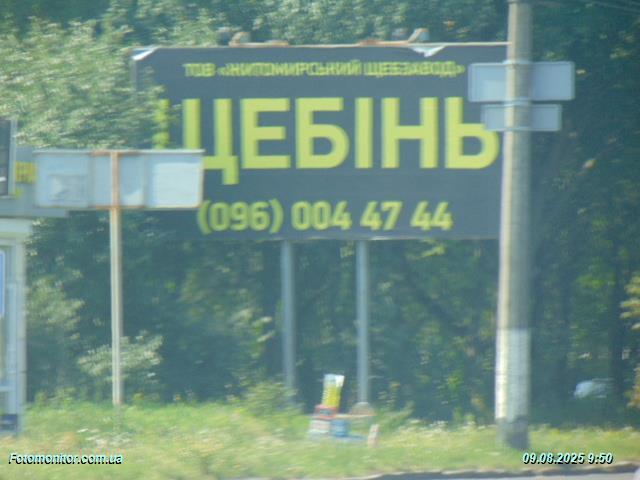 ТОВ «ЖИТОМИРСЬКИЙ ЩЕБЗАВОД»
ЩЕБІНЬ
(096) 004 47 44
Fotomonitor.com.ua
09.08.2025 9:50